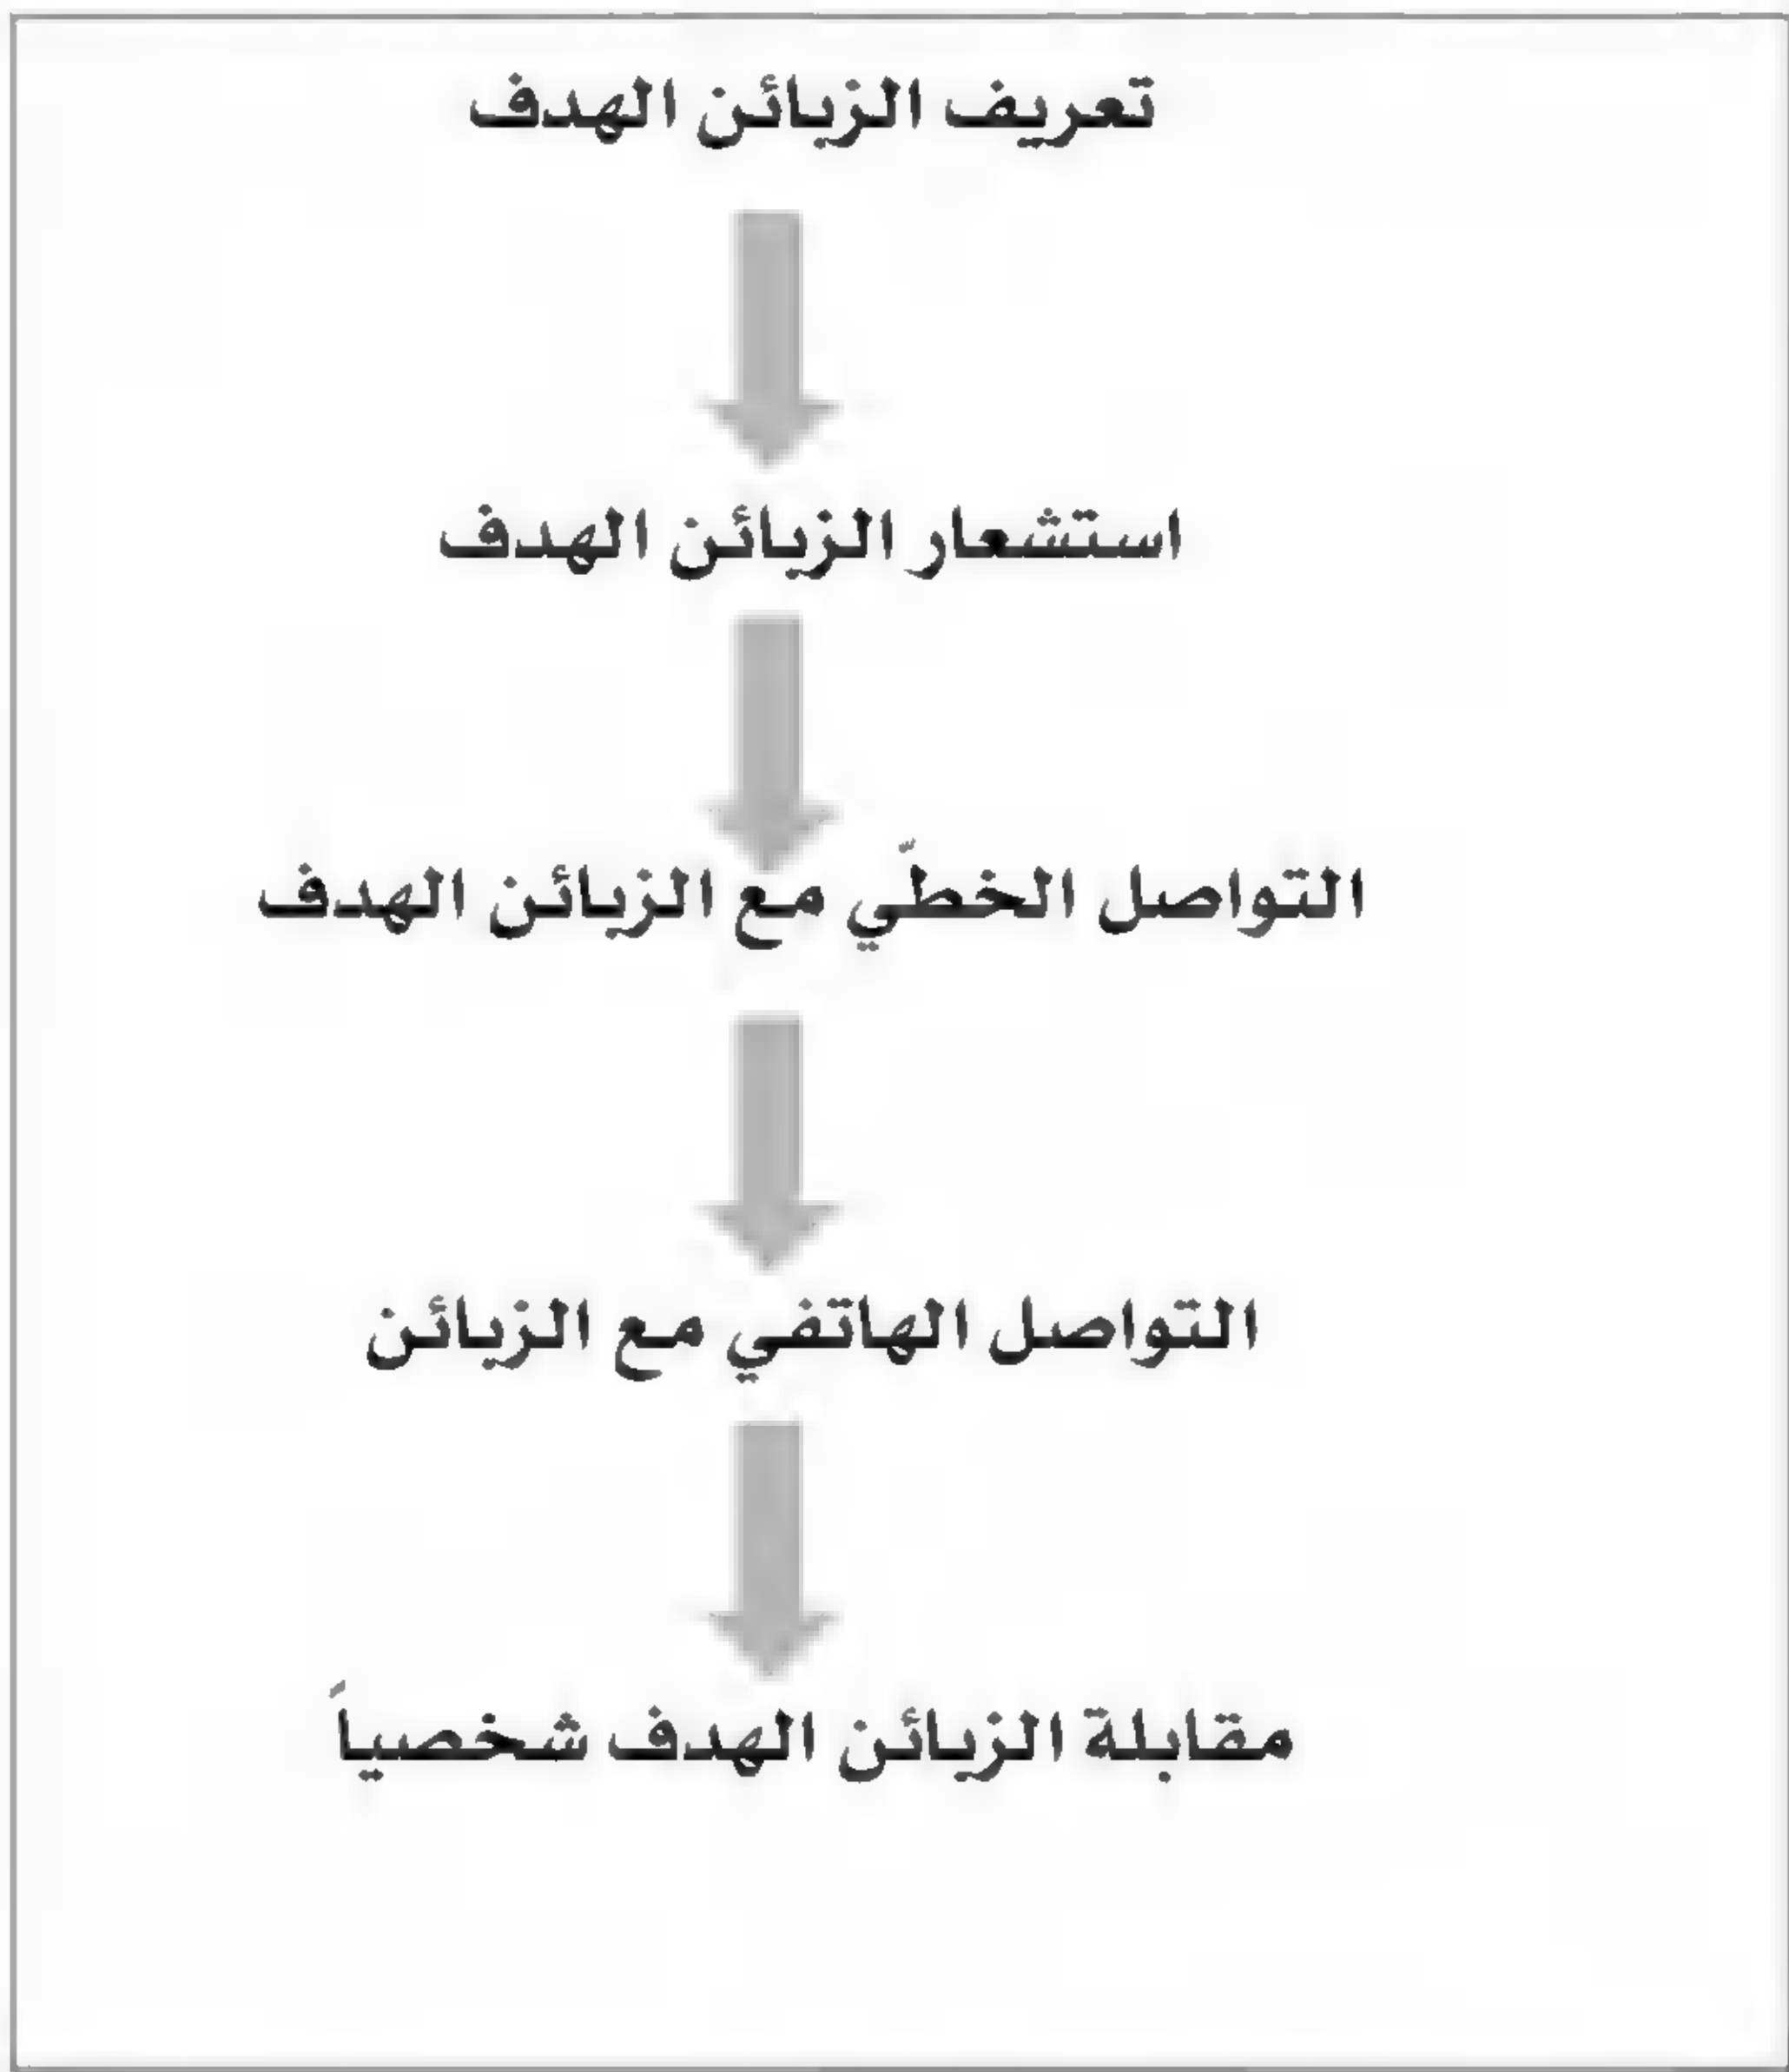 تعريف الزبائن الهدف
استشعار الزبائن الهدف
التواصل الخطّي مع الزبائن الهدف
التواصل الهاتفي مع الزبائن
مقابلة الزبائن الهدف شخصياً